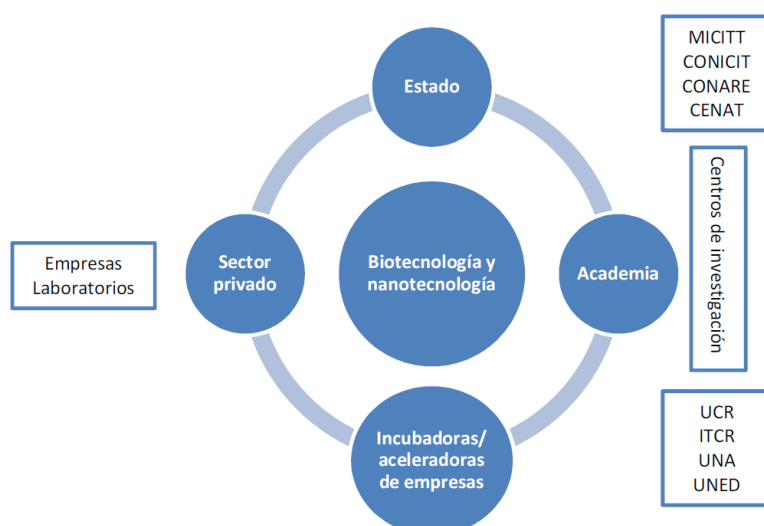 MICITT
CONICIT
CONARE
CENAT
Estado
Centros de investigación
Empresas
Laboratorios
Sector
privado
Biotecnología y
nanotecnología
Academia
Incubadoras/
aceleradoras
de empresas
UCR
ITCR
UNA
UNED